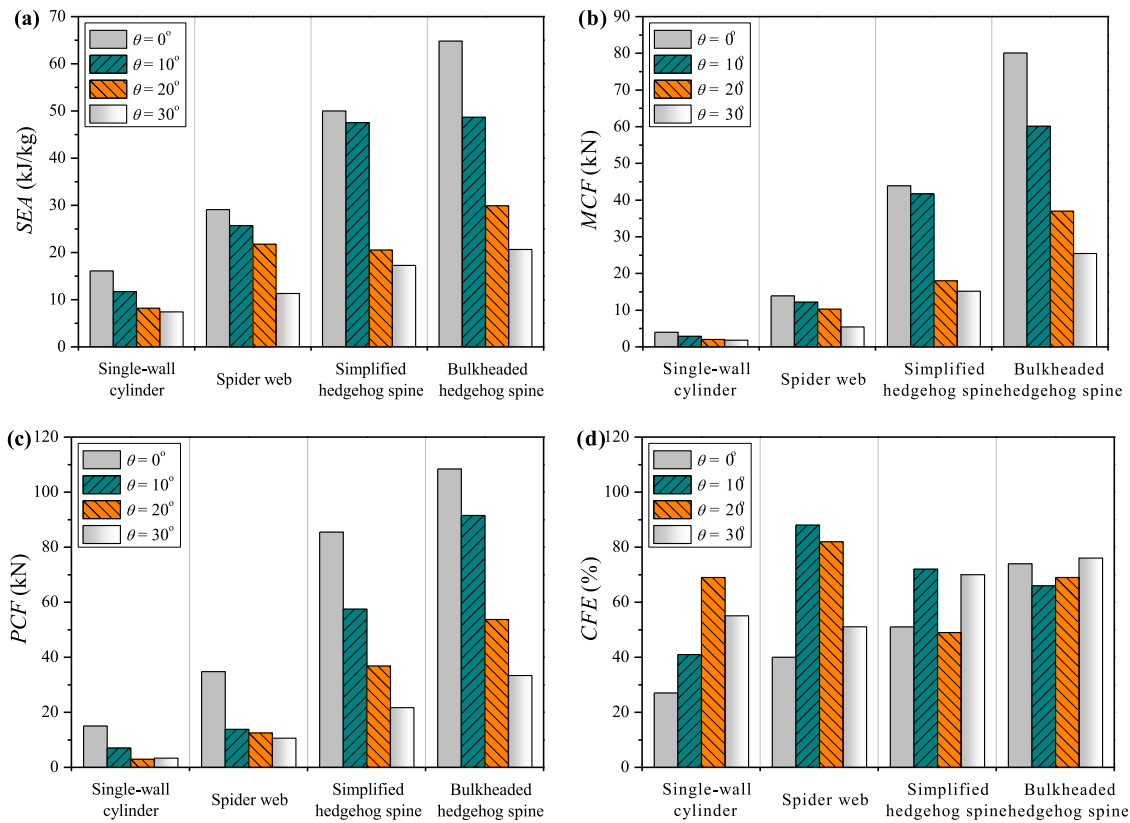 (a)
70
60
50
40
30
20
10
0
SEA (kJ/kg)
θ = 0°
θ = 10°
θ = 20°
θ = 30°
Single-wall
cylinder
Spider web
Simplified
hedgehog spine
Bulkheaded
hedgehog spine
(b)
90
80
70
60
50
40
30
20
10
0
MCF (kN)
θ = 0°
θ = 10°
θ = 20°
θ = 30°
Single-wall
cylinder
Spider web
Simplified
hedgehog spine
Bulkheaded
hedgehog spine
(c)
120
100
80
60
40
20
0
PCF (kN)
θ = 0°
θ = 10°
θ = 20°
θ = 30°
Single-wall
cylinder
Spider web
Simplified
hedgehog spine
Bulkheaded
hedgehog spine
(d)
120
100
80
60
40
20
0
CFE (%)
θ = 0°
θ = 10°
θ = 20°
θ = 30°
Single-wall
cylinder
Spider web
Simplified
hedgehog spine
Bulkheaded
hedgehog spine